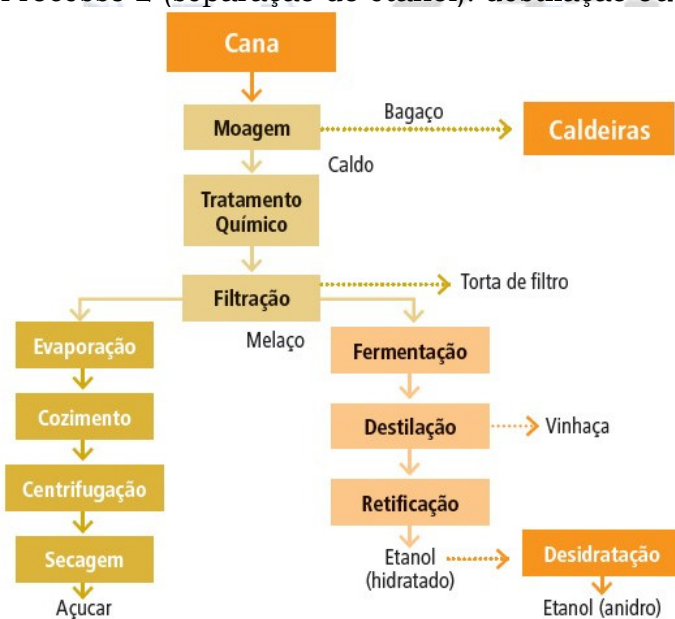 Cana
Moagem
Bagaço
Caldeiras
Caldo
Tratamento
Químico
Filtração
Torta de filtro
Melaço
Evaporação
Cozimento
Centrifugação
Secagem
Açucar
Fermentação
Destilação
Vinhaça
Retificação
Etanol
(hidratado)
Desidratação
Etanol (anidro)